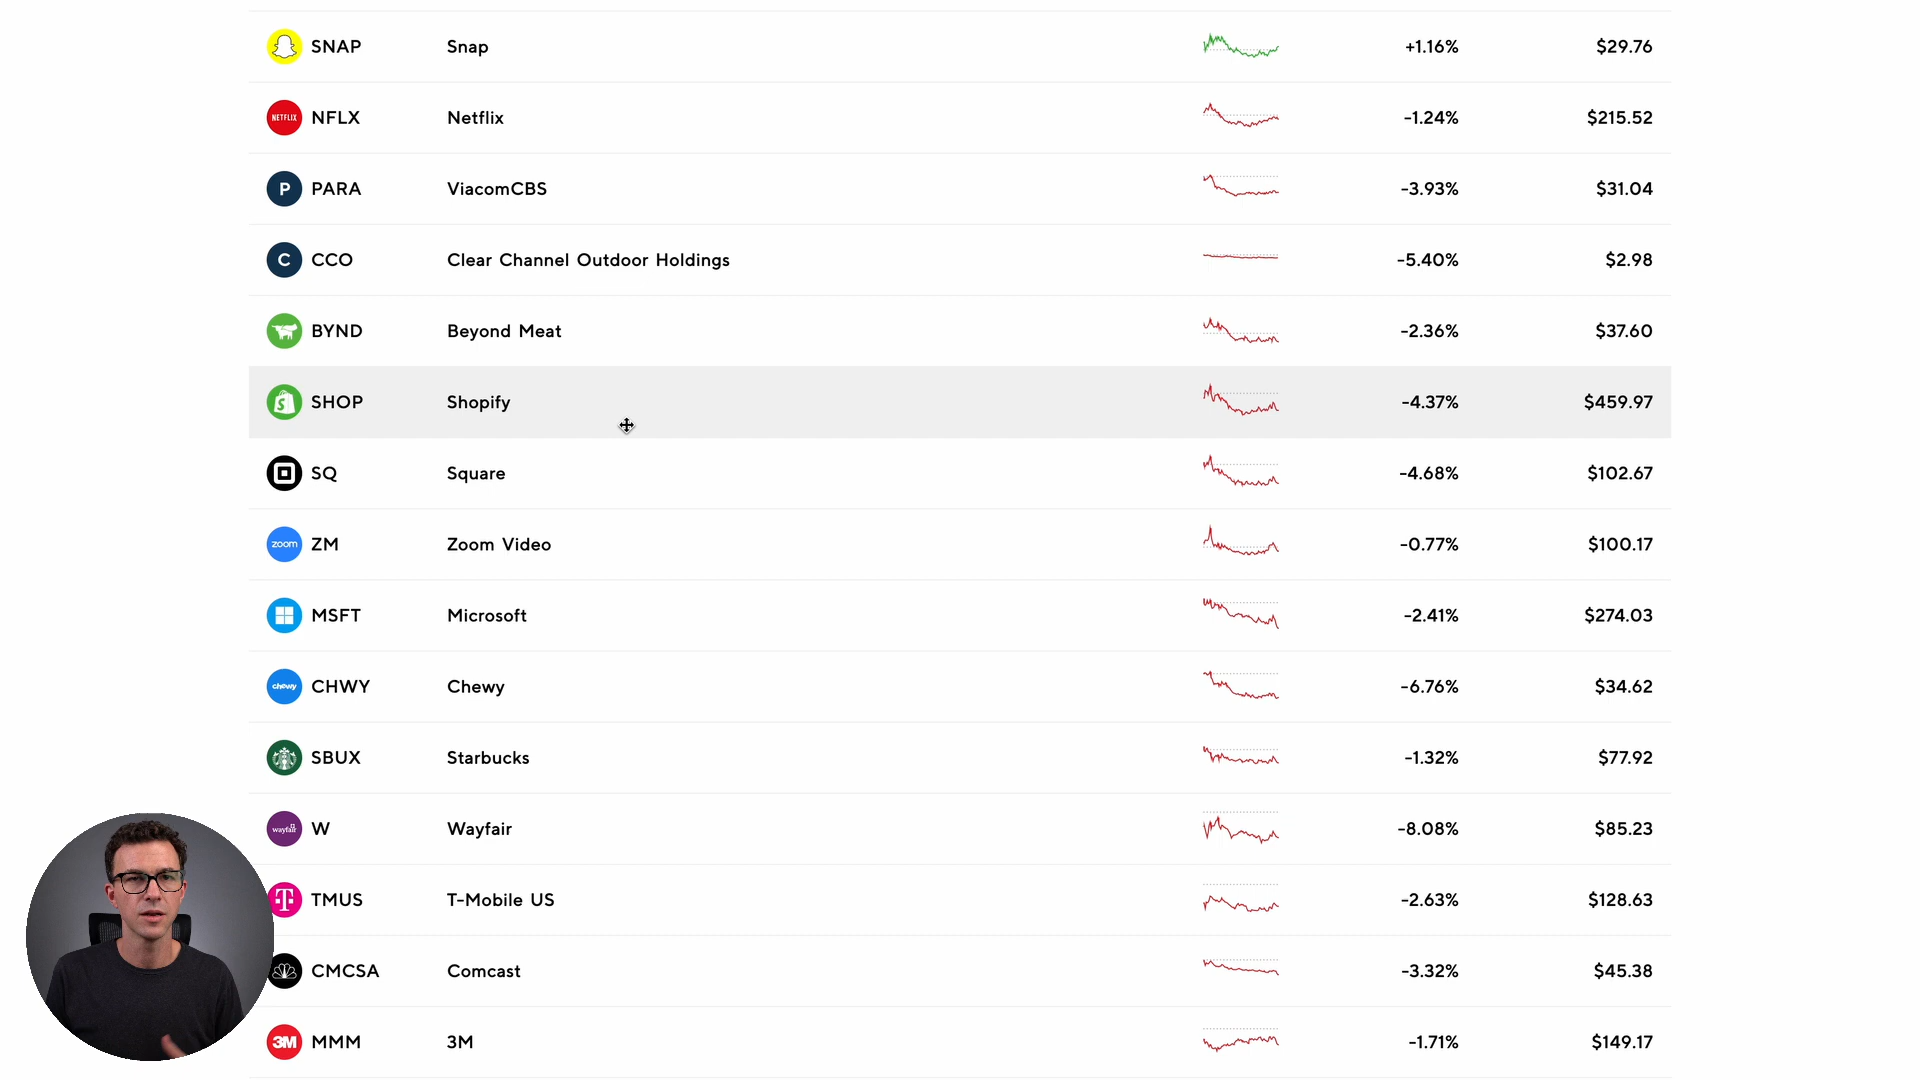 SNAP Snap +1.16% $29.76
NETFLIX NFLX Netflix -1.24% $215.52
P PARA ViacomCBS -3.93% $31.04
C CCO Clear Channel Outdoor Holdings -5.40% $2.98
BYND Beyond Meat -2.36% $37.60
S SHOP Shopify -4.37% $459.97
SQ Square -4.68% $102.67
zoom ZM Zoom Video -0.77% $100.17
MSFT Microsoft -2.41% $274.03
chewy CHWY Chewy -6.76% $34.62
SBUX Starbucks -1.32% $77.92
wayfair W Wayfair -8.08% $85.23
T TMUS T-Mobile US -2.63% $128.63
CMCSA Comcast -3.32% $45.38
3M MMM 3M -1.71% $149.17